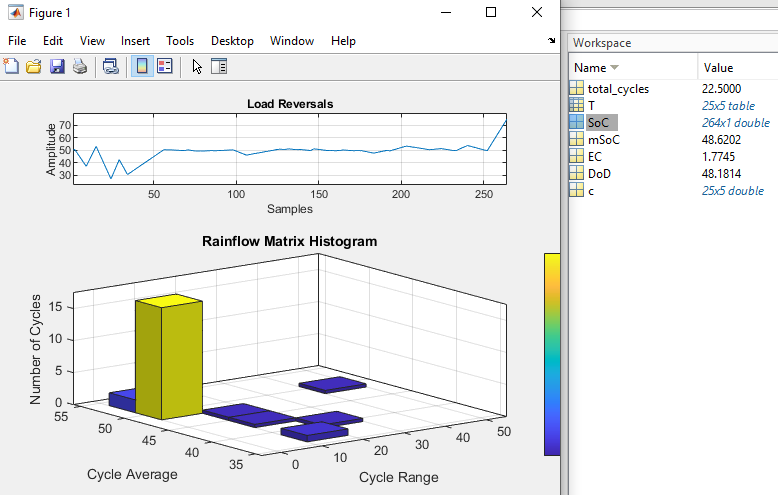 Figure 1
File Edit View Insert Tools Desktop Window Help
Load Reversals
Amplitude
70
60
50
40
30
50 100 150 200 250
Samples
Rainflow Matrix Histogram
Number of Cycles
15
10
5
0
55
50
45
40
35
Cycle Average
0
10
20
30
40
50
Cycle Range
Workspace
Name Value
total_cycles 22.5000
T 25x5 table
SoC 264x1 double
mSoC 48.6202
EC 1.7745
DoD 48.1814
c 25x5 double